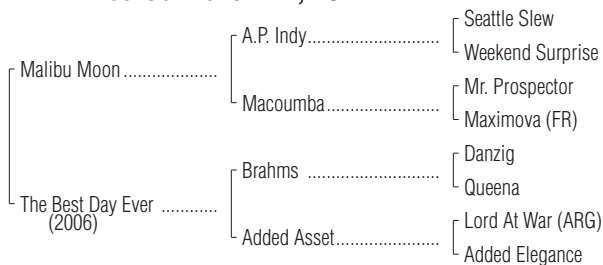 Seattle Slew
A.P. Indy
Weekend Surprise
Malibu Moon
Mr. Prospector
Macoumba
Maximova (FR)
Danzig
Brahms
Queena
The Best Day Ever
(2006)
Lord At War (ARG)
Added Asset
Added Elegance